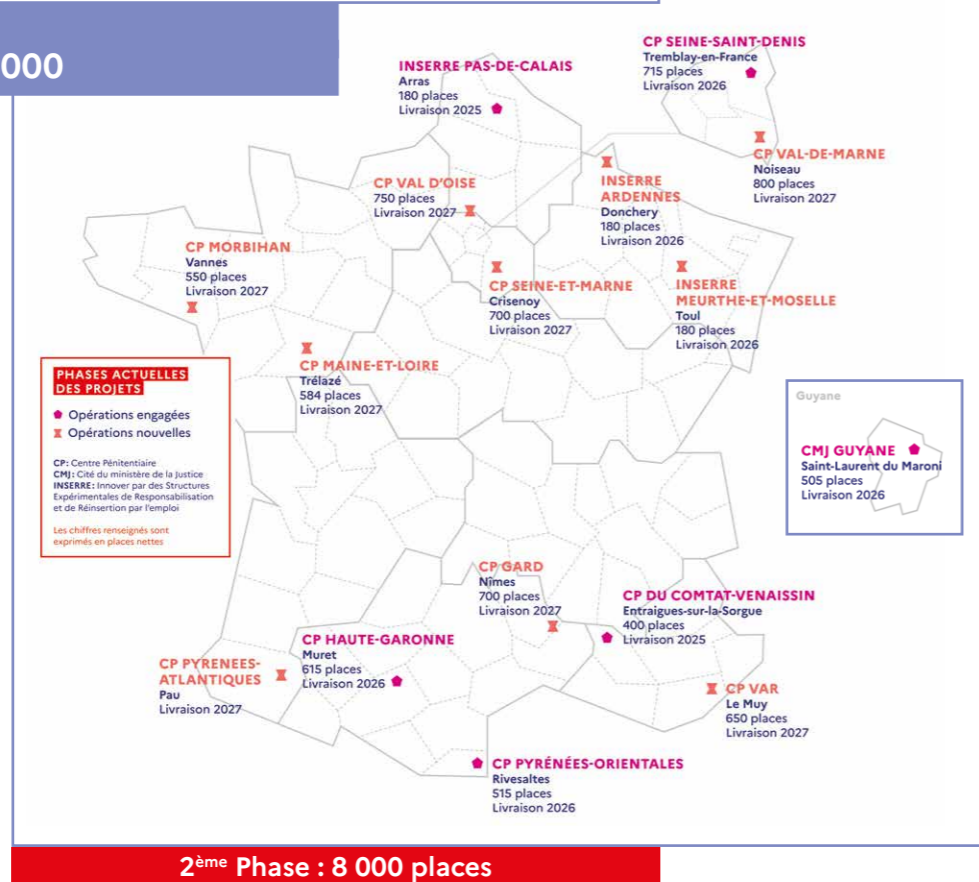 000
INSERRE PAS-DE-CALAIS
Arras
180 places
Livraison 2025
CP SEINE-SAINT-DENIS
Tremblay-en-France
715 places
Livraison 2026
CP VAL-DE-MARNE
Noiseau
800 places
Livraison 2027
CP VAL D'OISE
750 places
Livraison 2027
INSERRE
ARDENNES
Donchery
180 places
Livraison 2026
CP MORBIHAN
Vannes
550 places
Livraison 2027
CP SEINE-ET-MARNE
Crisenoy
700 places
Livraison 2027
INSERRE
MEURTHE-ET-MOSELLE
Toul
180 places
Livraison 2026
CP MAINE-ET-LOIRE
Trélazé
584 places
Livraison 2027
PHASES ACTUELLES
DES PROJETS
Opérations engagées
Opérations nouvelles
CP : Centre Pénitentiaire
CMJ : Cité du ministère de la Justice
INSERRE : Innover par des Structures
Expérimentales de Responsabilisation
et de Réinsertion par l'emploi
Les chiffres renseignés sont
exprimés en places nettes
Guyane
CMJ GUYANE
Saint-Laurent du Maroni
505 places
Livraison 2026
CP GARD
Nîmes
700 places
Livraison 2027
CP DU COMTAT-VENAISSIN
Entraigues-sur-la-Sorgue
400 places
Livraison 2025
CP HAUTE-GARONNE
Muret
615 places
Livraison 2026
CP PYRENEES-
ATLANTIQUES
Pau
Livraison 2027
CP VAR
Le Muy
650 places
Livraison 2027
CP PYRÉNÉES-ORIENTALES
Rivesaltes
515 places
Livraison 2026
2ème Phase : 8 000 places